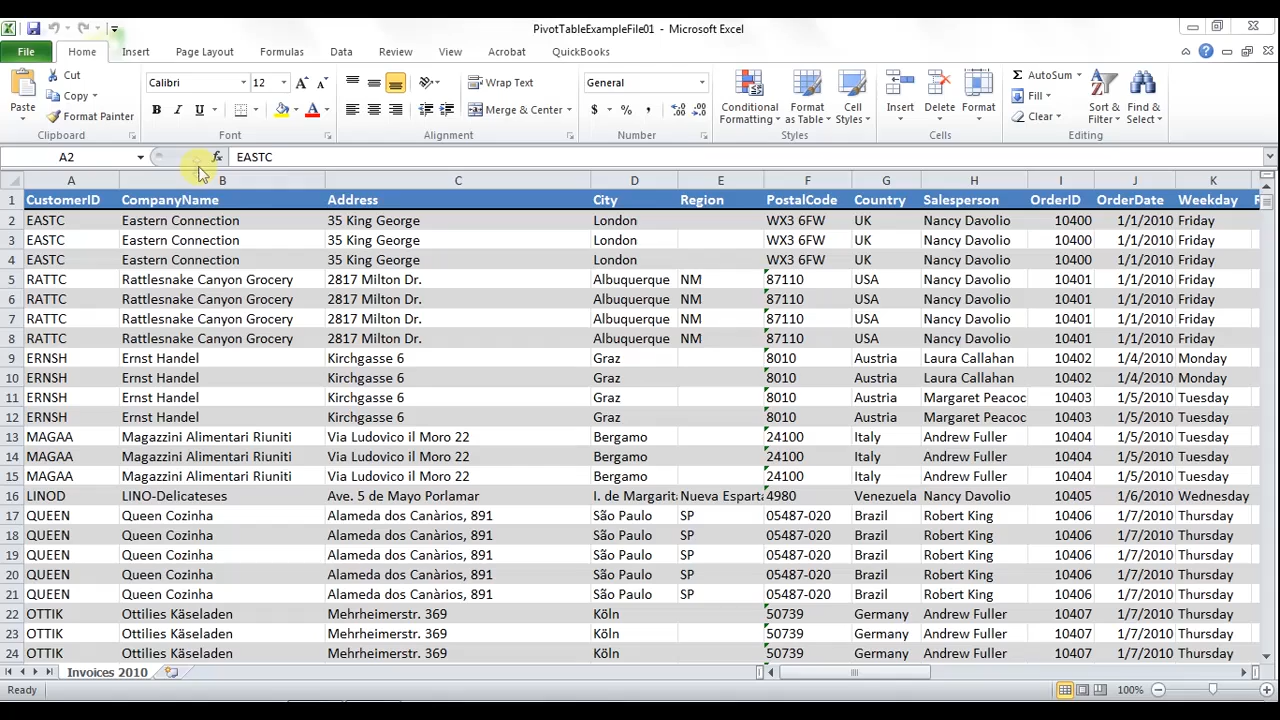 PivotTableExampleFile01 - Microsoft Excel
File Home Insert Page Layout Formulas Data Review View Acrobat QuickBooks
Paste Cut Copy Format Painter Clipboard
Calibri 12 B I U A A A Font
Wrap Text Merge & Center Alignment
General $ % , .0 .00 .00 .0 Number
Conditional Formatting Format as Table Cell Styles Styles
Insert Delete Format Cells
Σ AutoSum Fill Clear Sort & Filter Find & Select Editing
A2 fx EASTC
A B C D E F G H I J K
1 CustomerID CompanyName Address City Region PostalCode Country Salesperson OrderID OrderDate Weekday
2 EASTC Eastern Connection 35 King George London WX3 6FW UK Nancy Davolio 10400 1/1/2010 Friday
3 EASTC Eastern Connection 35 King George London WX3 6FW UK Nancy Davolio 10400 1/1/2010 Friday
4 EASTC Eastern Connection 35 King George London WX3 6FW UK Nancy Davolio 10400 1/1/2010 Friday
5 RATTC Rattlesnake Canyon Grocery 2817 Milton Dr. Albuquerque NM 87110 USA Nancy Davolio 10401 1/1/2010 Friday
6 RATTC Rattlesnake Canyon Grocery 2817 Milton Dr. Albuquerque NM 87110 USA Nancy Davolio 10401 1/1/2010 Friday
7 RATTC Rattlesnake Canyon Grocery 2817 Milton Dr. Albuquerque NM 87110 USA Nancy Davolio 10401 1/1/2010 Friday
8 RATTC Rattlesnake Canyon Grocery 2817 Milton Dr. Albuquerque NM 87110 USA Nancy Davolio 10401 1/1/2010 Friday
9 ERNSH Ernst Handel Kirchgasse 6 Graz 8010 Austria Laura Callahan 10402 1/4/2010 Monday
10 ERNSH Ernst Handel Kirchgasse 6 Graz 8010 Austria Laura Callahan 10402 1/4/2010 Monday
11 ERNSH Ernst Handel Kirchgasse 6 Graz 8010 Austria Margaret Peacoc 10403 1/5/2010 Tuesday
12 ERNSH Ernst Handel Kirchgasse 6 Graz 8010 Austria Margaret Peacoc 10403 1/5/2010 Tuesday
13 MAGAA Magazzini Alimentari Riuniti Via Ludovico il Moro 22 Bergamo 24100 Italy Andrew Fuller 10404 1/5/2010 Tuesday
14 MAGAA Magazzini Alimentari Riuniti Via Ludovico il Moro 22 Bergamo 24100 Italy Andrew Fuller 10404 1/5/2010 Tuesday
15 MAGAA Magazzini Alimentari Riuniti Via Ludovico il Moro 22 Bergamo 24100 Italy Andrew Fuller 10404 1/5/2010 Tuesday
16 LINOD LINO-Delicateses Ave. 5 de Mayo Porlamar I. de Margarit Nueva Espart 4980 Venezuela Nancy Davolio 10405 1/6/2010 Wednesday
17 QUEEN Queen Cozinha Alameda dos Canàrios, 891 São Paulo SP 05487-020 Brazil Robert King 10406 1/7/2010 Thursday
18 QUEEN Queen Cozinha Alameda dos Canàrios, 891 São Paulo SP 05487-020 Brazil Robert King 10406 1/7/2010 Thursday
19 QUEEN Queen Cozinha Alameda dos Canàrios, 891 São Paulo SP 05487-020 Brazil Robert King 10406 1/7/2010 Thursday
20 QUEEN Queen Cozinha Alameda dos Canàrios, 891 São Paulo SP 05487-020 Brazil Robert King 10406 1/7/2010 Thursday
21 QUEEN Queen Cozinha Alameda dos Canàrios, 891 São Paulo SP 05487-020 Brazil Robert King 10406 1/7/2010 Thursday
22 OTTIK Ottilies Käseladen Mehrheimerstr. 369 Köln 50739 Germany Andrew Fuller 10407 1/7/2010 Thursday
23 OTTIK Ottilies Käseladen Mehrheimerstr. 369 Köln 50739 Germany Andrew Fuller 10407 1/7/2010 Thursday
24 OTTIK Ottilies Käseladen Mehrheimerstr. 369 Köln 50739 Germany Andrew Fuller 10407 1/7/2010 Thursday
Invoices 2010
Ready 100%